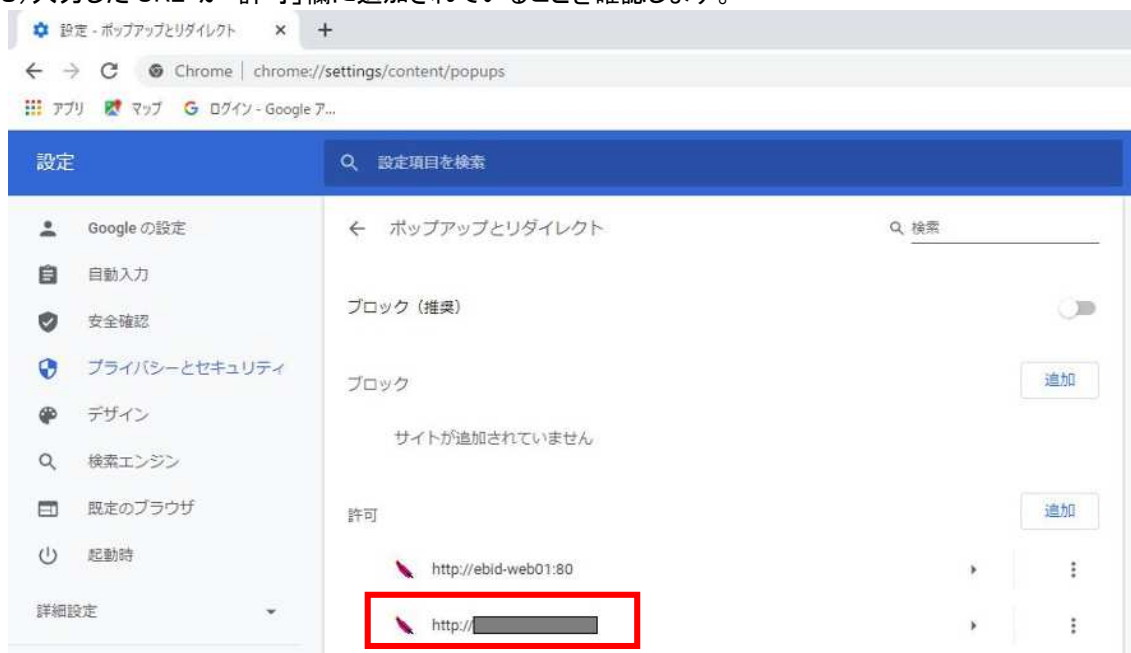 入力した URL が「許可」欄に追加されていることを確認します。
設定 - ポップアップとリダイレクト
Chrome | chrome://settings/content/popups
アプリ マップ ログイン - Google ア...
設定
設定項目を検索
Google の設定
ポップアップとリダイレクト
検索
自動入力
ブロック（推奨）
安全確認
プライバシーとセキュリティ
ブロック
追加
デザイン
サイトが追加されていません
検索エンジン
既定のブラウザ
許可
追加
起動時
http://ebid-web01:80
詳細設定
http://